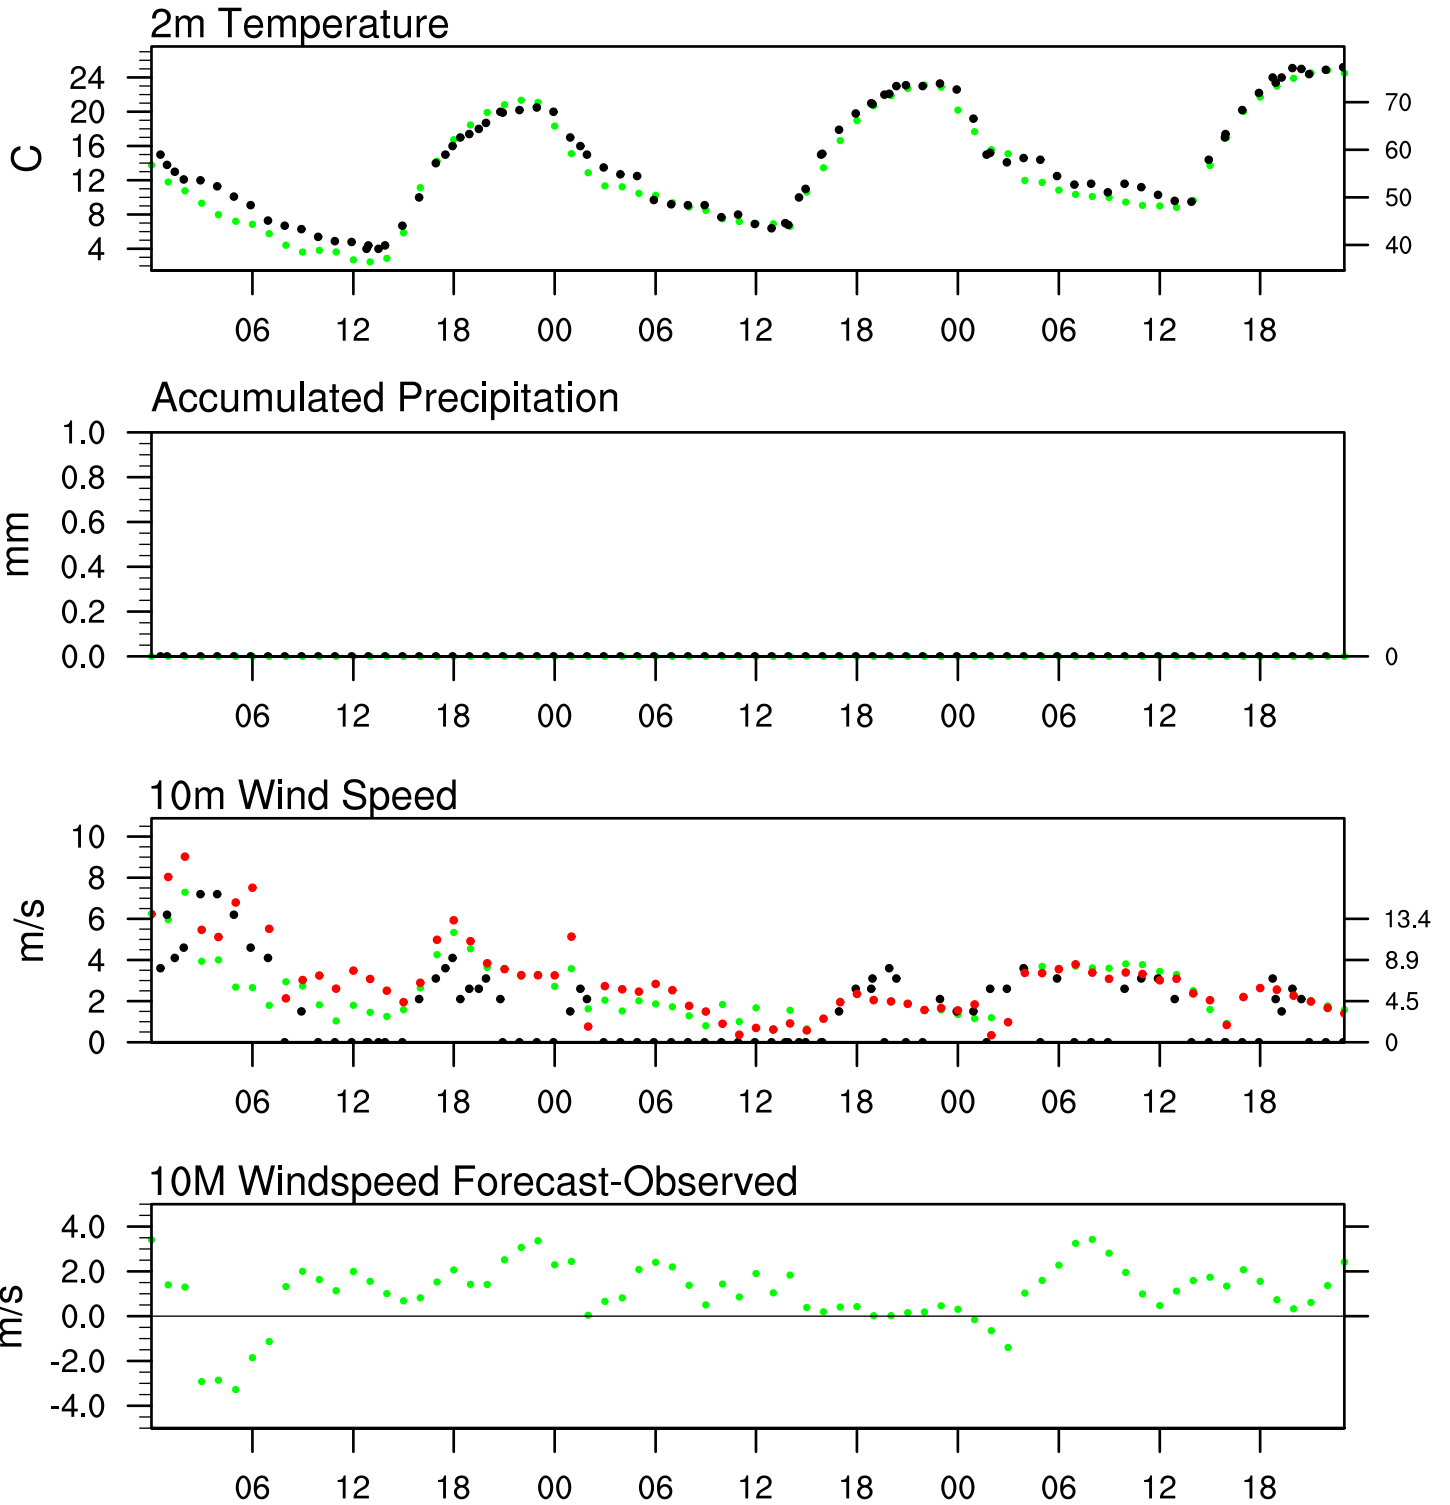 2m Temperature
24
20
16
12
8
4
C
70
60
50
40
06 12 18 00 06 12 18 00 06 12 18
Accumulated Precipitation
1.0
0.8
0.6
0.4
0.2
0.0
mm
0
06 12 18 00 06 12 18 00 06 12 18
10m Wind Speed
10
8
6
4
2
0
m/s
13.4
8.9
4.5
0
06 12 18 00 06 12 18 00 06 12 18
10M Windspeed Forecast-Observed
4.0
2.0
0.0
-2.0
-4.0
m/s
06 12 18 00 06 12 18 00 06 12 18